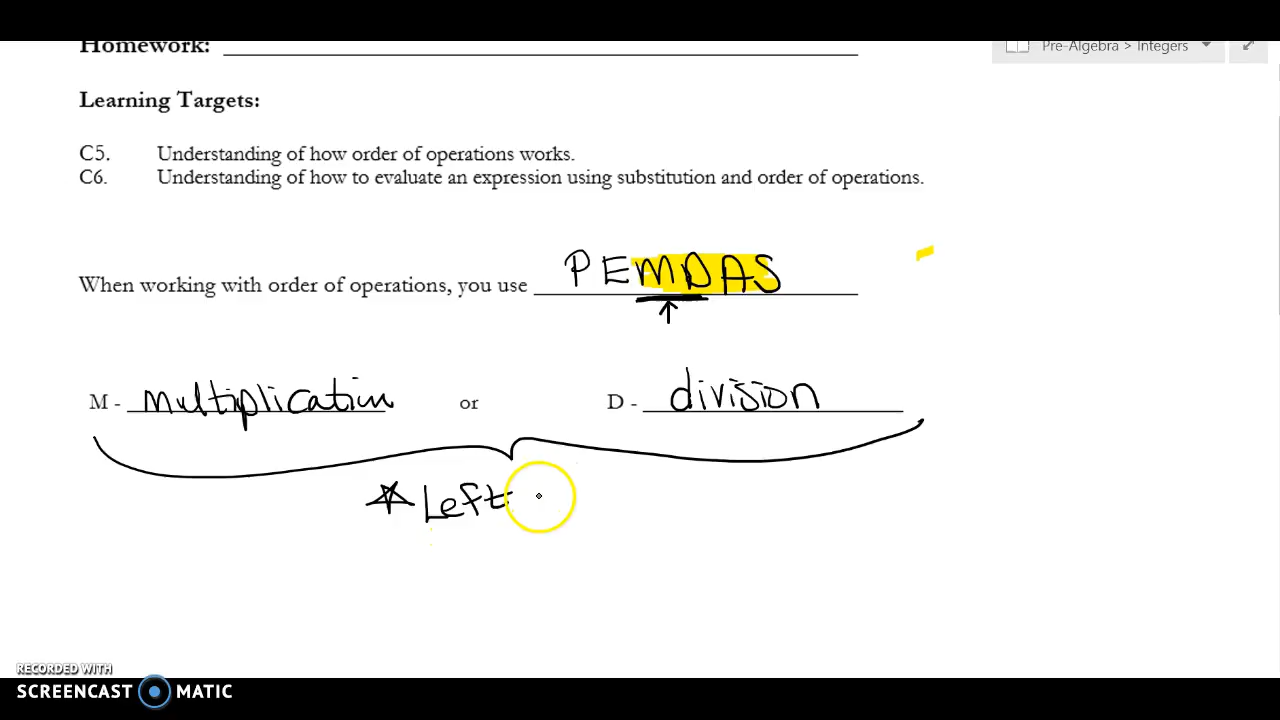 Homework:
Pre-Algebra > Integers
Learning Targets:
C5. Understanding of how order of operations works.
C6. Understanding of how to evaluate an expression using substitution and order of operations.
When working with order of operations, you use PEMDAS
M - multiplication or D - division
Left
RECORDED WITH
SCREENCAST MATIC